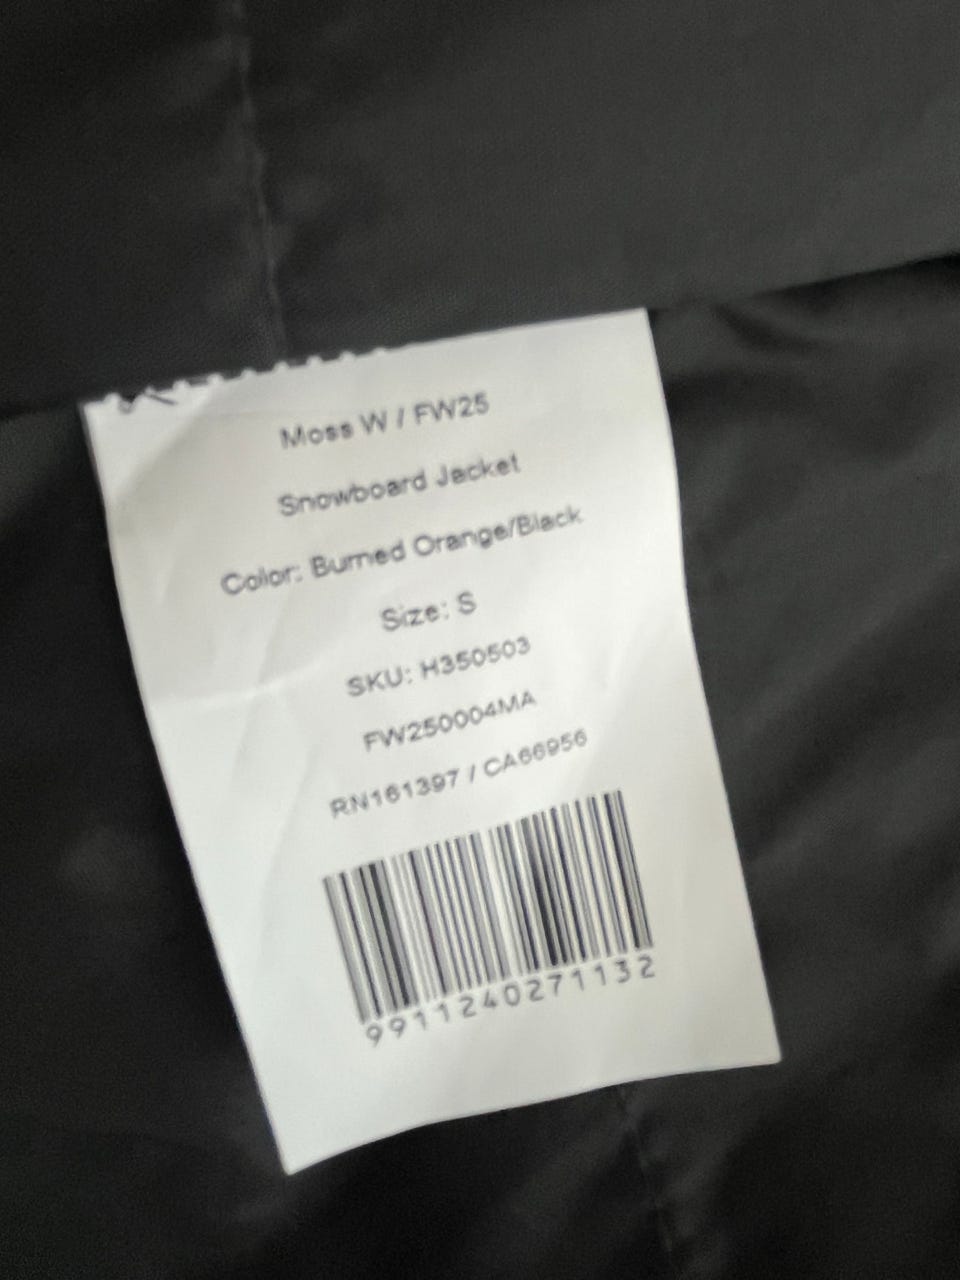 Moss W / FW25
Snowboard Jacket
Color: Burned Orange/Black
Size: S
SKU: H350503
FW250004MA
RN161397 / CA66956
9911240271132